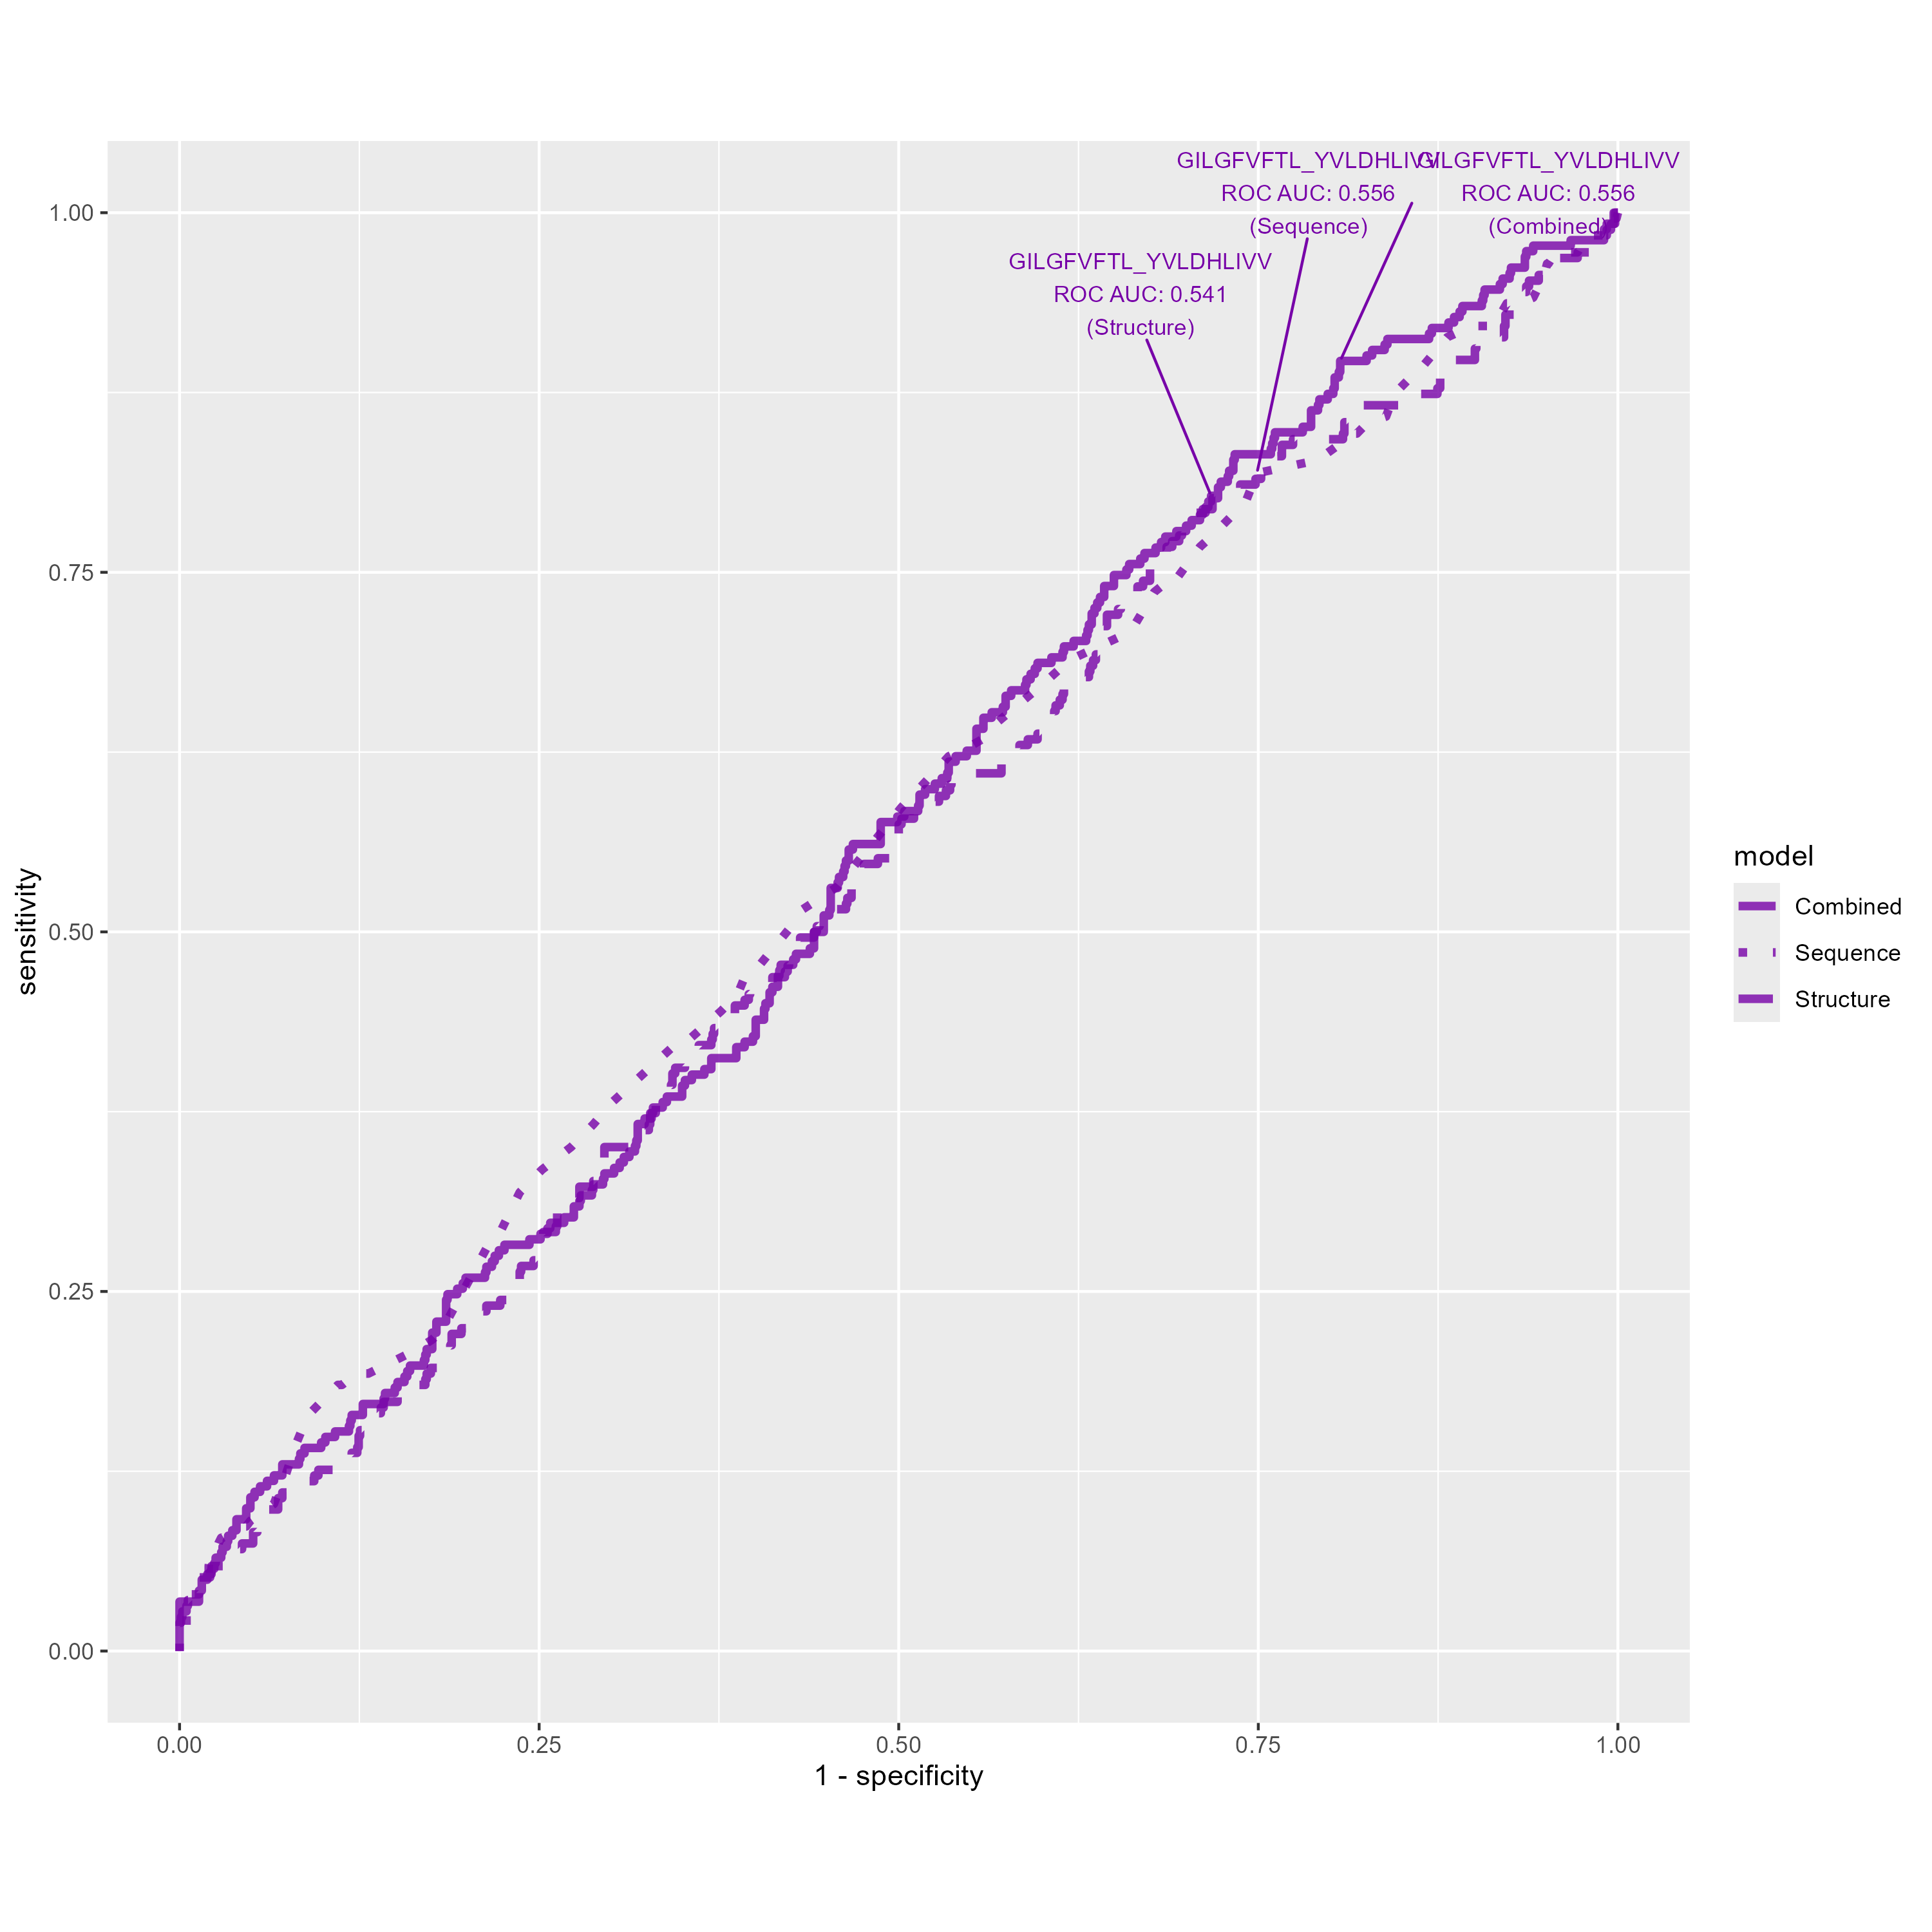 GILGFVFTL_YVLDHLIVV
ROC AUC: 0.556
(Sequence)
GILGFVFTL_YVLDHLIVV
ROC AUC: 0.556
(Combined)
GILGFVFTL_YVLDHLIVV
ROC AUC: 0.541
(Structure)
1.00
0.75
0.50
0.25
0.00
sensitivity
0.00
0.25
0.50
0.75
1.00
1 - specificity
model
Combined
Sequence
Structure